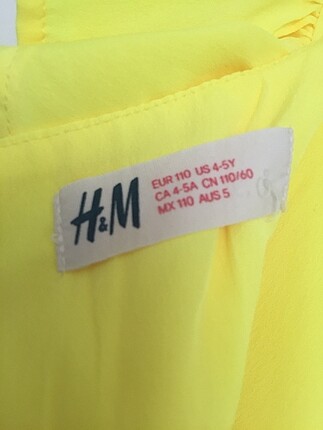 H&M
EUR 110 US 4-5Y
CA 4-5A CN 110/60
MX 110 AUS 5